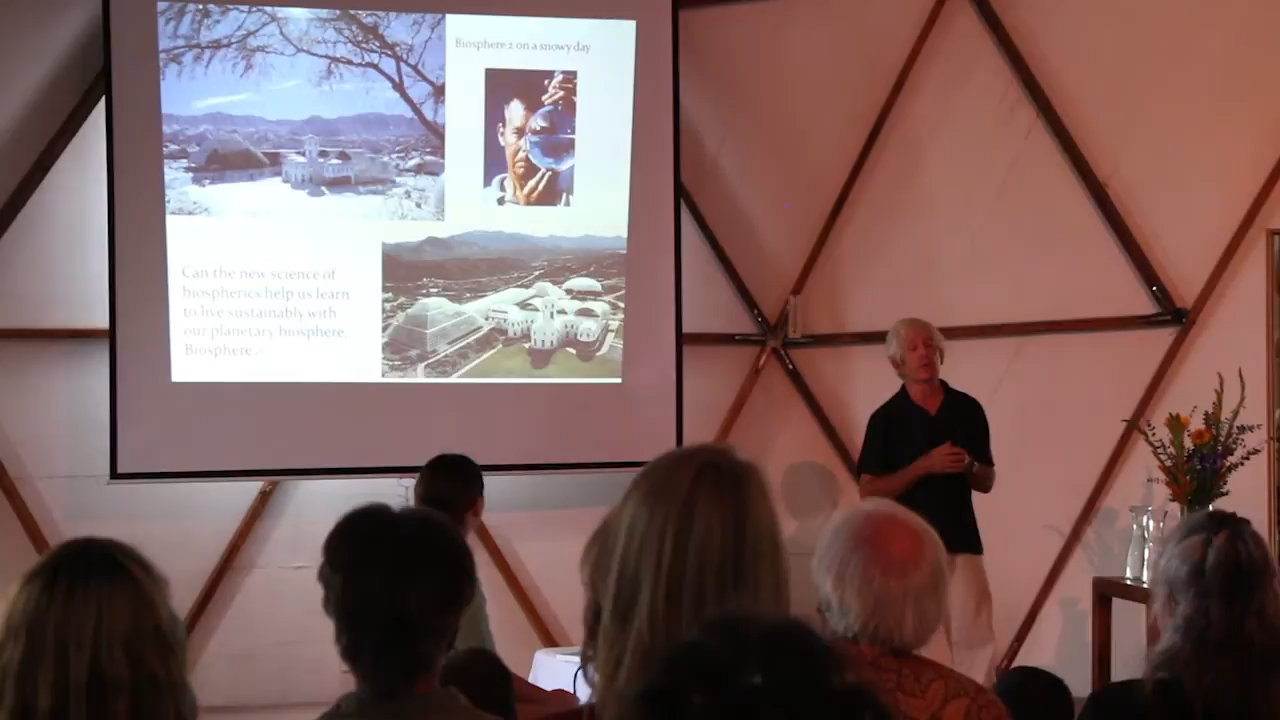 Biosphere 2 on a snowy day
Can the new science of
biospherics help us learn
to live sustainably with
our planetary biosphere,
Biosphere